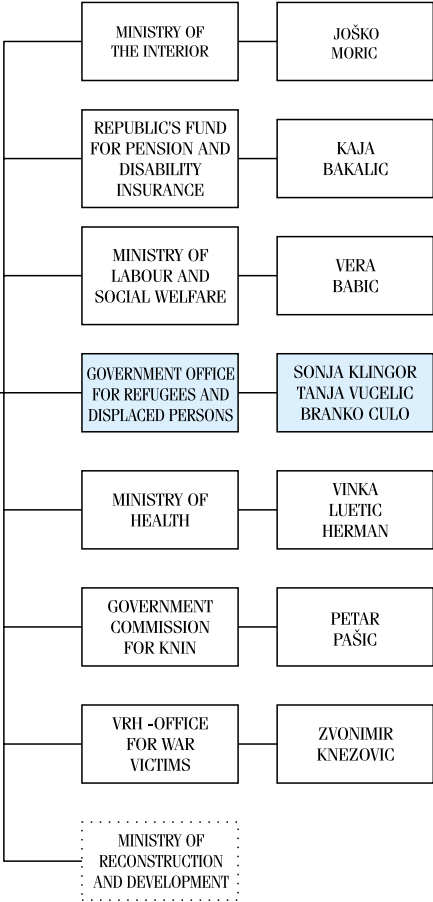 MINISTRY OF
THE INTERIOR
JOŠKO
MORIC
REPUBLIC'S FUND
FOR PENSION AND
DISABILITY
INSURANCE
KAJA
BAKALIC
MINISTRY OF
LABOUR AND
SOCIAL WELFARE
VERA
BABIC
GOVERNMENT OFFICE
FOR REFUGEES AND
DISPLACED PERSONS
SONJA KLINGOR
TANJA VUCELIC
BRANKO CULO
MINISTRY OF
HEALTH
VINKA
LUETIC
HERMAN
GOVERNMENT
COMMISSION
FOR KNIN
PETAR
PAŠIC
VRH -OFFICE
FOR WAR
VICTIMS
ZVONIMIR
KNEZOVIC
MINISTRY OF
RECONSTRUCTION
AND DEVELOPMENT